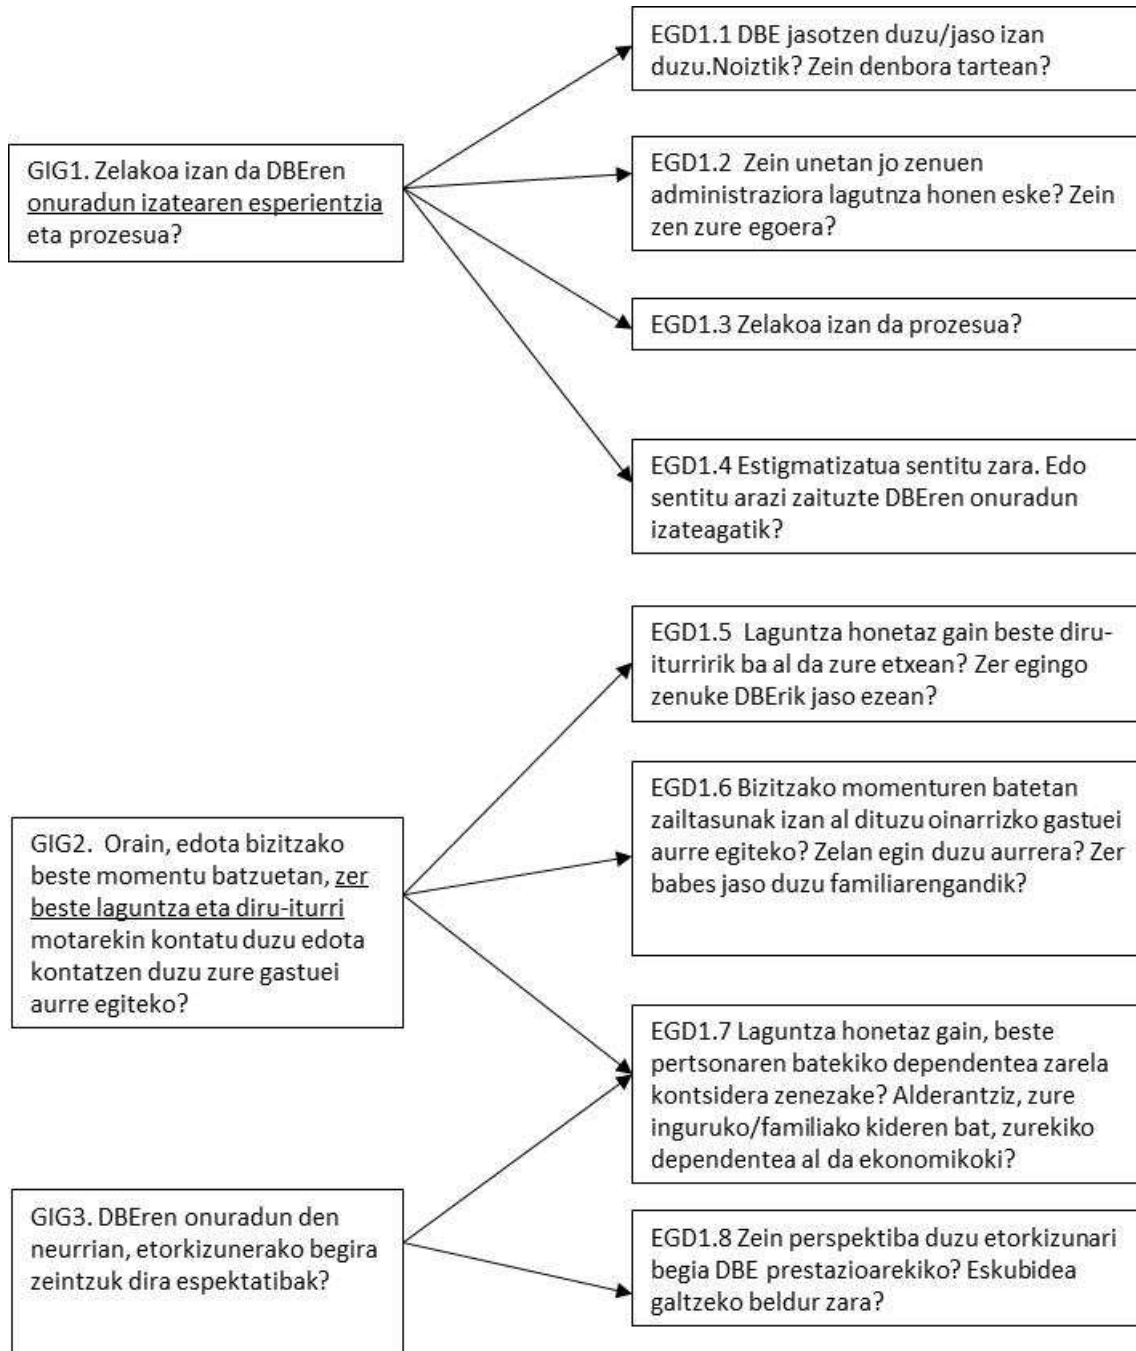 GIG1. Zelakoa izan da DBEren
onuradun izatearen esperientzia
eta prozesua?
EGD1.1 DBE jasotzen duzu/jaso izan
duzu.Noiztik? Zein denbora tartean?
EGD1.2 Zein unetan jo zenuen
administraziora lagutnza honen eske? Zein
zen zure egoera?
EGD1.3 Zelakoa izan da prozesua?
EGD1.4 Estigmatizatua sentitu zara. Edo
sentitu arazi zaituzte DBEren onuradun
izateagatik?
GIG2. Orain, edota bizitzako
beste momentu batzuetan, zer
beste laguntza eta diru-iturri
motarekin kontatu duzu edota
kontatzen duzu zure gastuei
aurre egiteko?
EGD1.5 Laguntza honetaz gain beste diru-
iturririk ba al da zure etxean? Zer egingo
zenuke DBErik jaso ezean?
EGD1.6 Bizitzako momenturen batetan
zailtasunak izan al dituzu oinarrizko gastuei
aurre egiteko? Zelan egin duzu aurrera? Zer
babes jaso duzu familiarengandik?
EGD1.7 Laguntza honetaz gain, beste
pertsonaren batekiko dependentea zarela
kontsidera zenezake? Alderantziz, zure
inguruko/familiako kideren bat, zurekiko
dependentea al da ekonomikoki?
GIG3. DBEren onuradun den
neurrian, etorkizunerako begira
zeintzuk dira espektatibak?
EGD1.8 Zein perspektiba duzu etorkizunari
begia DBE prestazioarekiko? Eskubidea
galtzeko beldur zara?